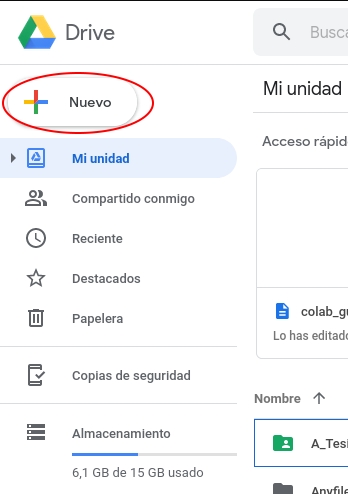 Drive
Busca
Nuevo
Mi unidad
Mi unidad
Acceso rápid
Compartido conmigo
Reciente
Destacados
Papelera
colab_gu
Lo has editado
Copias de seguridad
Nombre
Almacenamiento
A_Tesi
6,1 GB de 15 GB usado
Anyfile